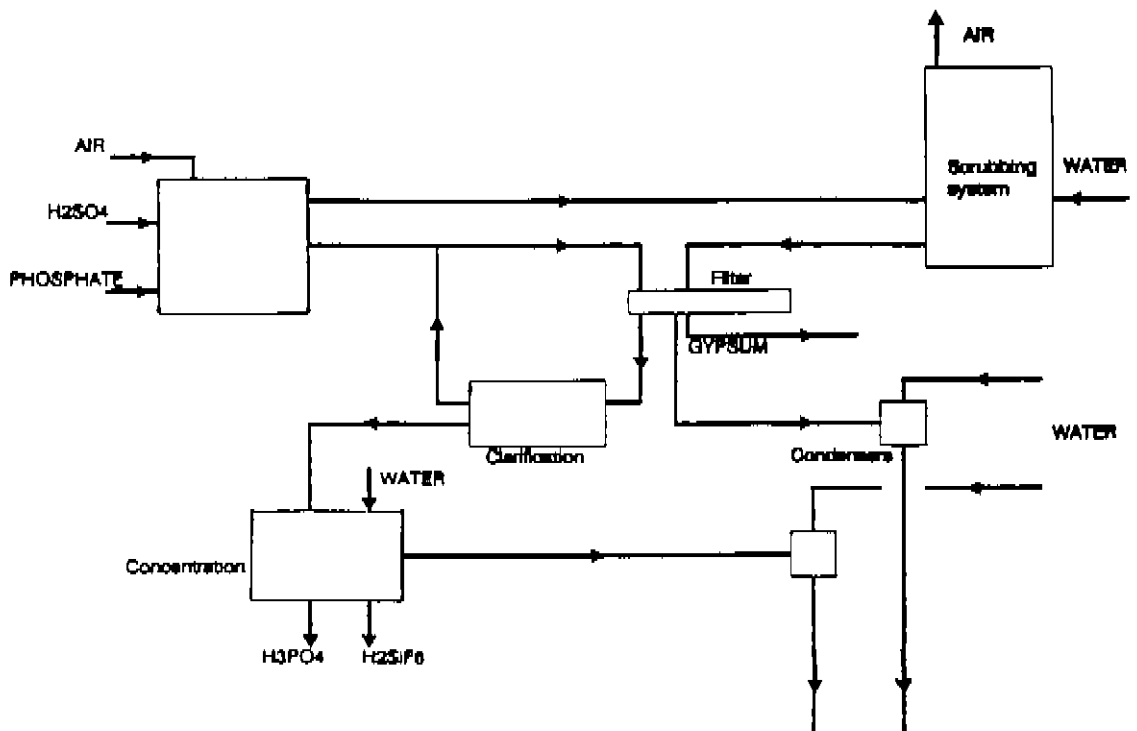 AIR
AIR
Scrubbing
system
WATER
H2SO4
PHOSPHATE
Filter
GYPSUM
WATER
Clarification
Condensers
WATER
Concentration
H3PO4
H2SiF6